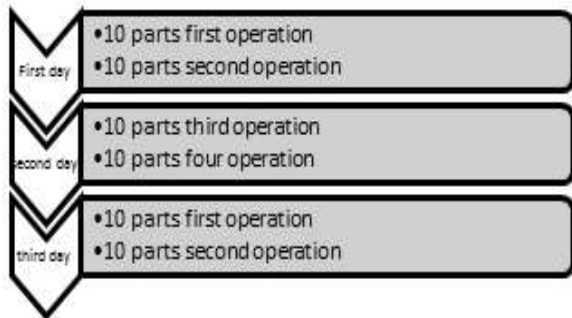 First day
•10 parts first operation
•10 parts second operation
second day
•10 parts third operation
•10 parts four operation
third day
•10 parts first operation
•10 parts second operation